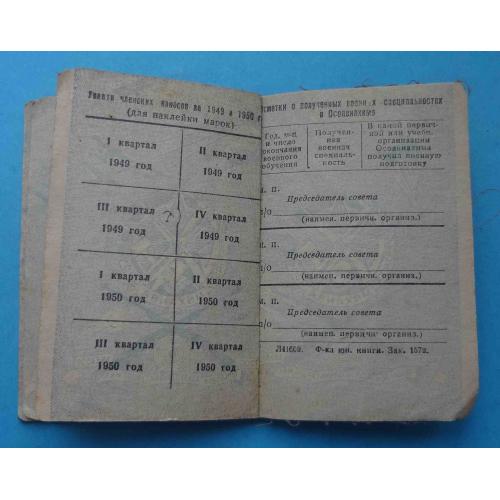 Уплата членских взносов за 1949 и 1950 г
(для наклейки марок)
I квартал
1949 год
II квартал
1949 год
III квартал
1949 год
IV квартал
1949 год
I квартал
1950 год
II квартал
1950 год
III квартал
1950 год
IV квартал
1950 год
о полученных специальностях
в Осоавиахиме
Год, м-ц
и число
окончания
военного
обучения
Получен-
ная
военная
специаль-
ность
В какой первич-
ной или учебн.
организации
Осоавиахима
получил военную
подготовку
м. п.
Председатель совета
п/о
(наимен. первичн. организ.)
м. п.
Председатель совета
п/о
(наимен. первичн. организ.)
м. п.
Председатель совета
п/о
(наимен. первичн. организ.)
Л41609. Ф-ка юн. книги. Зак. 157